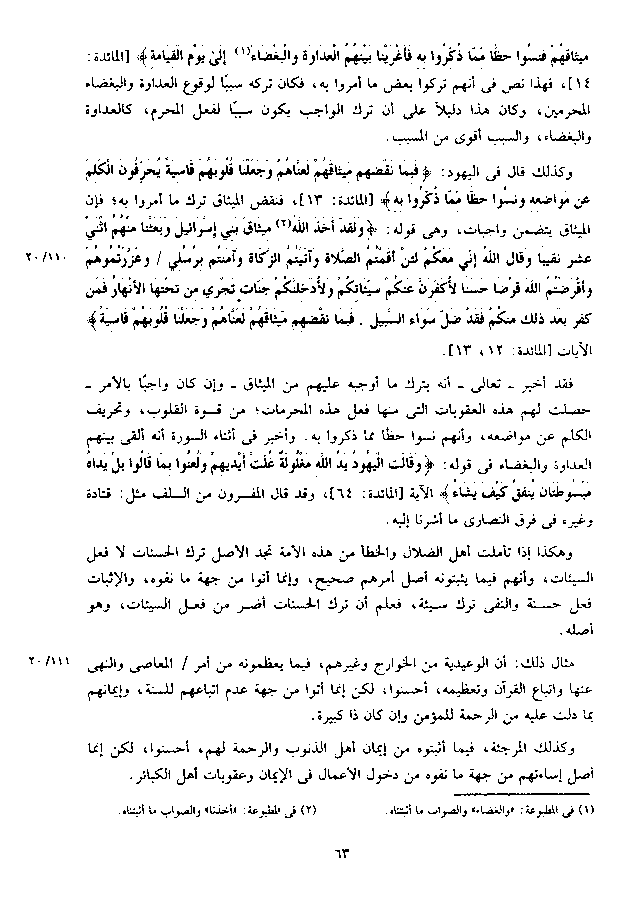 ميثاقهم فنسوا حظًا مما ذكروا به فأغرينا بينهم العداوة والبغضاء(١) إلى يوم القيامة﴾ [المائدة:
١٤]، فهذا نص فى أنهم تركوا بعض ما أمروا به، فكان تركه سببًا لوقوع العداوة والبغضاء
المحرمين، وكان هذا دليلاً على أن ترك الواجب يكون سببًا لفعل المحرم، كالعداوة
والبغضاء، والسبب أقوى من المسبب.
وكذلك قال فى اليهود: ﴿فبما نقضهم ميثاقهم لعناهم وجعلنا قلوبهم قاسية يحرفون الكلم
عن مواضعه ونسوا حظًا مما ذكروا به﴾ [المائدة: ١٣]، فنقض الميثاق ترك ما أمروا به؛ فإن
الميثاق يتضمن واجبات، وهى قوله: ﴿ولقد أخذ الله(٢) ميثاق بني إسرائيل وبعثنا منهم اثني
عشر نقيبا وقال الله إني معكم لئن أقمتم الصلاة وآتيتم الزكاة وآمنتم برسلي / وعزرتموهم
٢٠/١١٠
وأقرضتم الله قرضا حسنا لأكفرن عنكم سيئاتكم ولأدخلنكم جنات تجري من تحتها الأنهار فمن
كفر بعد ذلك منكم فقد ضل سواء السبيل . فبما نقضهم ميثاقهم لعناهم وجعلنا قلوبهم قاسية﴾
الآيات [المائدة: ١٢، ١٣].
فقد أخبر ـ تعالى ـ أنه بترك ما أوجبه عليهم من الميثاق ـ وإن كان واجبًا بالأمر ـ
حصلت لهم هذه العقوبات التى منها فعل هذه المحرمات؛ من قسوة القلوب، وتحريف
الكلم عن مواضعه، وأنهم نسوا حظًا مما ذكروا به. وأخبر فى أثناء السورة أنه ألقى بينهم
العداوة والبغضاء فى قوله: ﴿وقالت اليهود يد الله مغلولة غلت أيديهم ولعنوا بما قالوا بل يداه
مبسوطتان ينفق كيف يشاء﴾ الآية [المائدة: ٦٤]، وقد قال المفسرون من السلف مثل: قتادة
وغيره فى فرق النصارى ما أشرنا إليه.
وهكذا إذا تأملت أهل الضلال والخطأ من هذه الأمة تجد الأصل ترك الحسنات لا فعل
السيئات، وأنهم فيما يثبتونه أصل أمرهم صحيح، وإنما أتوا من جهة ما نفوه، والإثبات
فعل حسنة والنفى ترك سيئة، فعلم أن ترك الحسنات أضر من فعل السيئات، وهو
أصله.
مثال ذلك: أن الوعيدية من الخوارج وغيرهم، فيما يعظمونه من أمر / المعاصى والنهى
٢٠/١١١
عنها واتباع القرآن وتعظيمه، أحسنوا، لكن إنما أتوا من جهة عدم اتباعهم للسنة، وإيمانهم
بما دلت عليه من الرحمة للمؤمن وإن كان ذا كبيرة.
وكذلك المرجئة، فيما أثبتوه من إيمان أهل الذنوب والرحمة لهم، أحسنوا، لكن إنما
أصل إساءتهم من جهة ما نفوه من دخول الأعمال فى الإيمان وعقوبات أهل الكبائر.
(١) فى المطبوعة: «والغضاء» والصواب ما أثبتناه.
(٢) فى المطبوعة: «أخذنا» والصواب ما أثبتناه.
٦٣